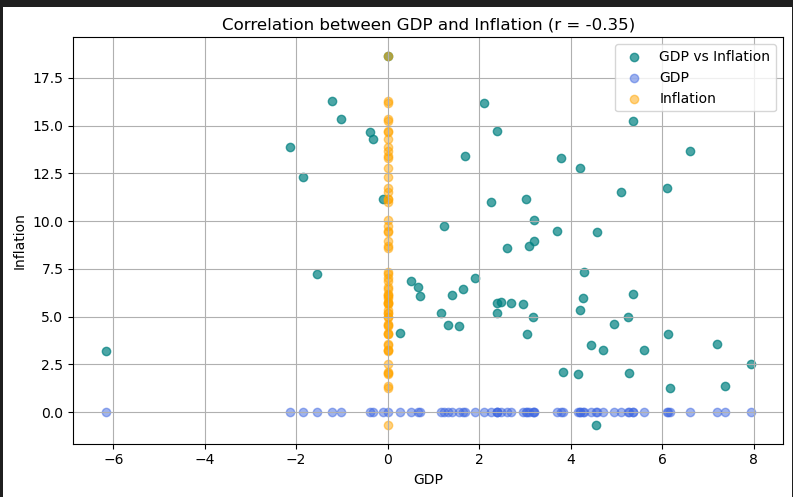 Correlation between GDP and Inflation (r = -0.35)
GDP vs Inflation
GDP
Inflation
17.5
15.0
12.5
10.0
7.5
5.0
2.5
0.0
Inflation
−6 −4 −2 0 2 4 6 8
GDP